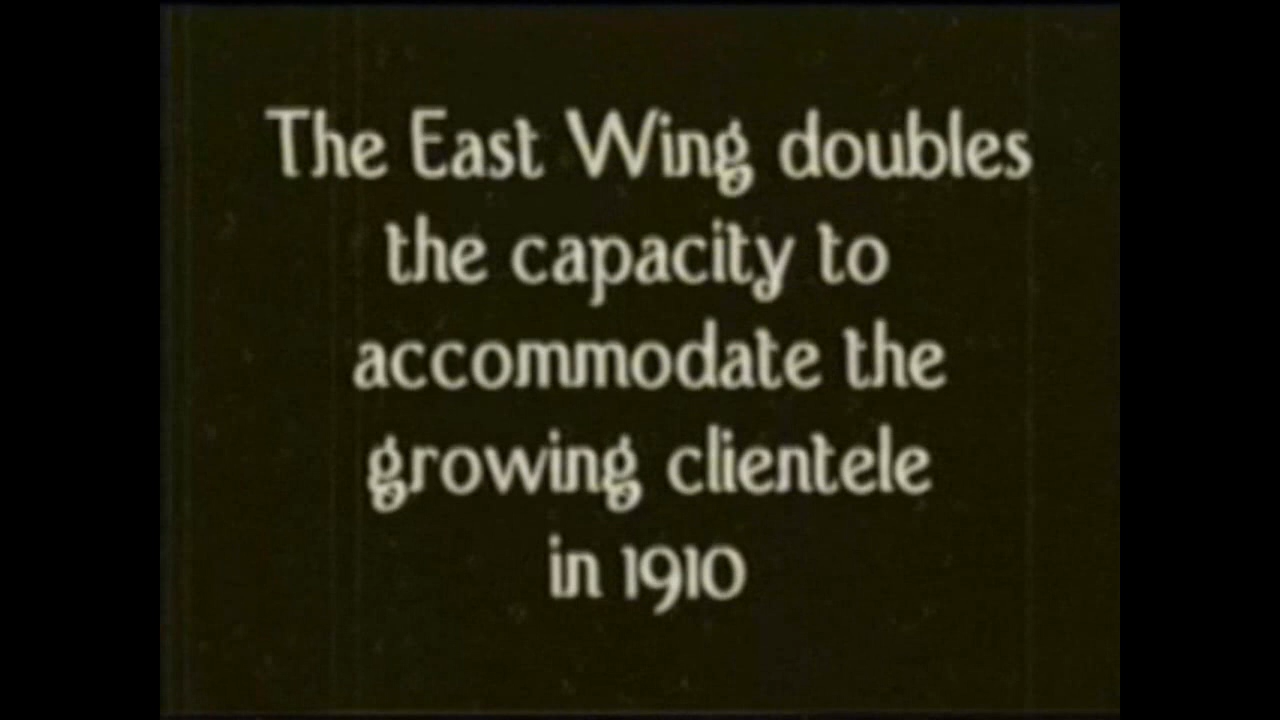 The East Wing doubles
the capacity to
accommodate the
growing clientele
in 1910